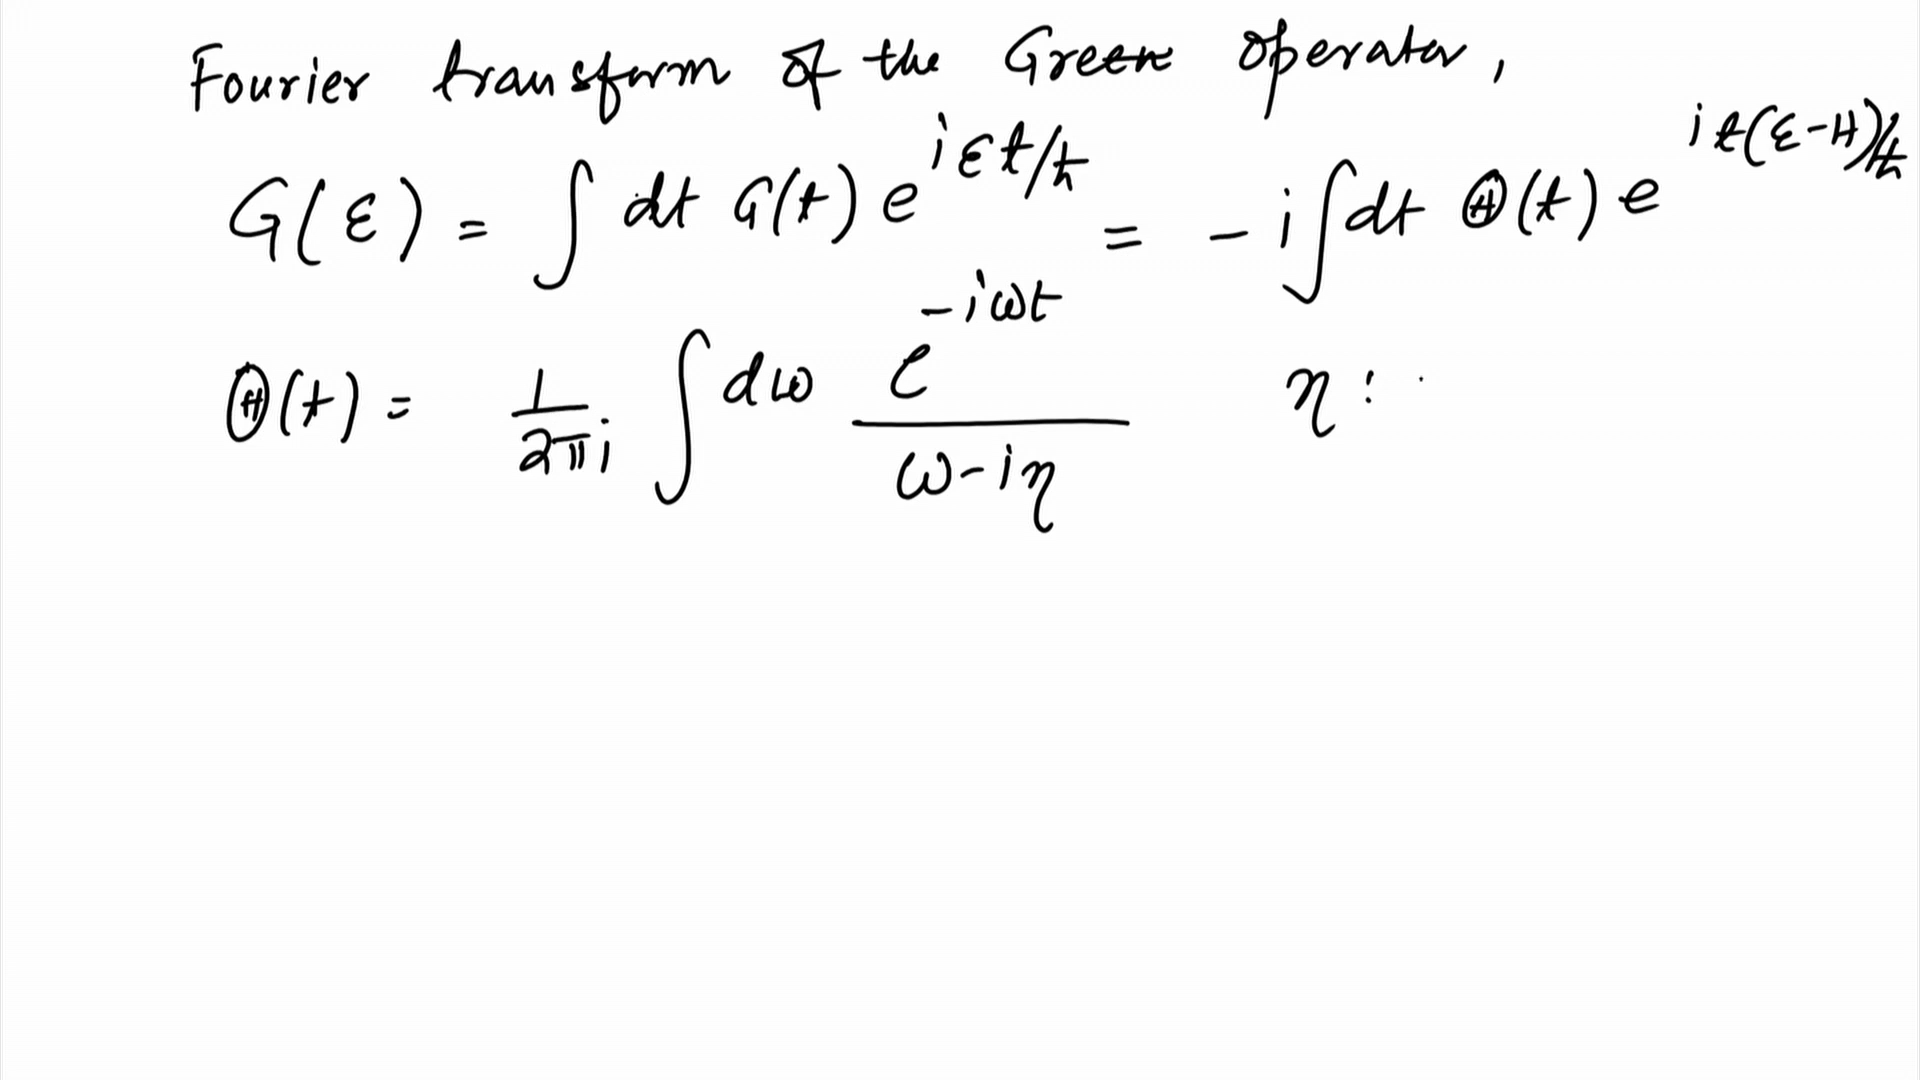 Fourier transform of the Green operator,
G(ε) = ∫ dt G(t) e^{iεt/ħ} = - i ∫ dt Θ(t) e^{it(ε-H)/ħ}
Θ(t) = 1/2πi ∫ dω e^{-iωt}/(ω-iη) η :